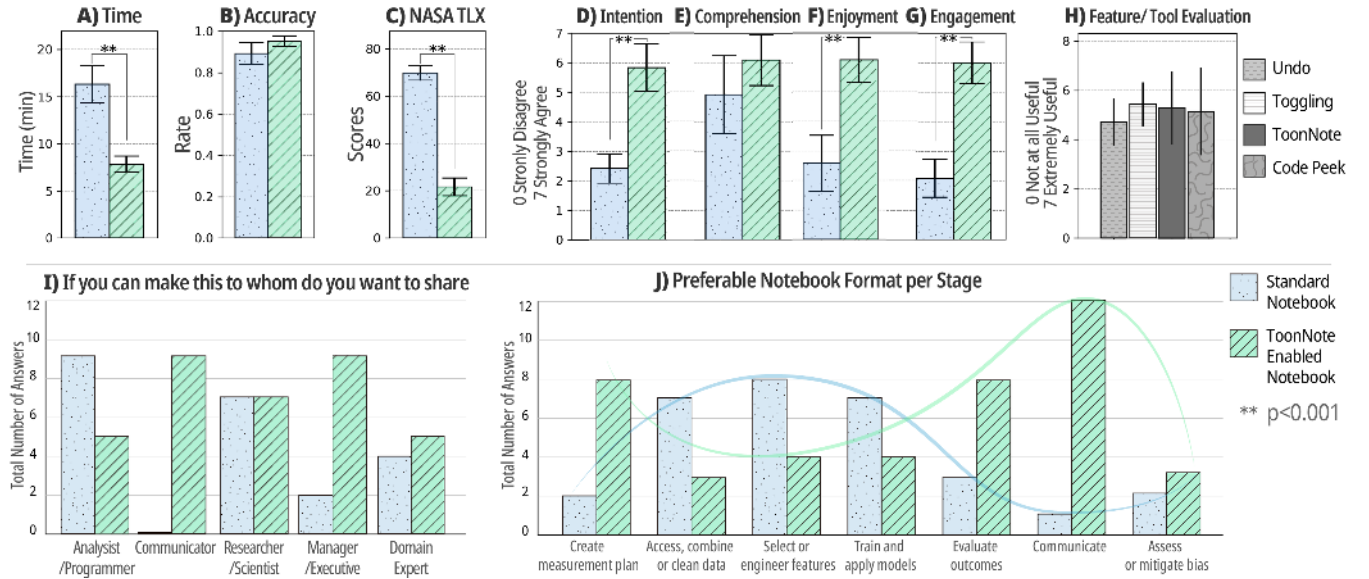 A) Time
B) Accuracy
C) NASA TLX
D) Intention
E) Comprehension
F) Enjoyment
G) Engagement
H) Feature/ Tool Evaluation
Time (min)
20
15
10
5
0
**
Rate
1.0
0.8
0.6
0.4
0.2
0.0
Scores
80
60
40
20
0
**
0 Stronly Disagree
7 Strongly Agree
7
6
5
4
3
2
1
0
**
**
**
0 Not at all Useful
7 Extremely Useful
8
6
4
2
0
Undo
Toggling
ToonNote
Code Peek
I) If you can make this to whom do you want to share
Total Number of Answers
12
10
8
6
4
2
0
Analysist
/Programmer
Communicator
Researcher
/Scientist
Manager
/Executive
Domain
Expert
J) Preferable Notebook Format per Stage
Total Number of Answers
12
10
8
6
4
2
0
Create
measurement plan
Access, combine
or clean data
Select or
engineer features
Train and
apply models
Evaluate
outcomes
Communicate
Assess
or mitigate bias
Standard
Notebook
ToonNote
Enabled
Notebook
** p<0.001